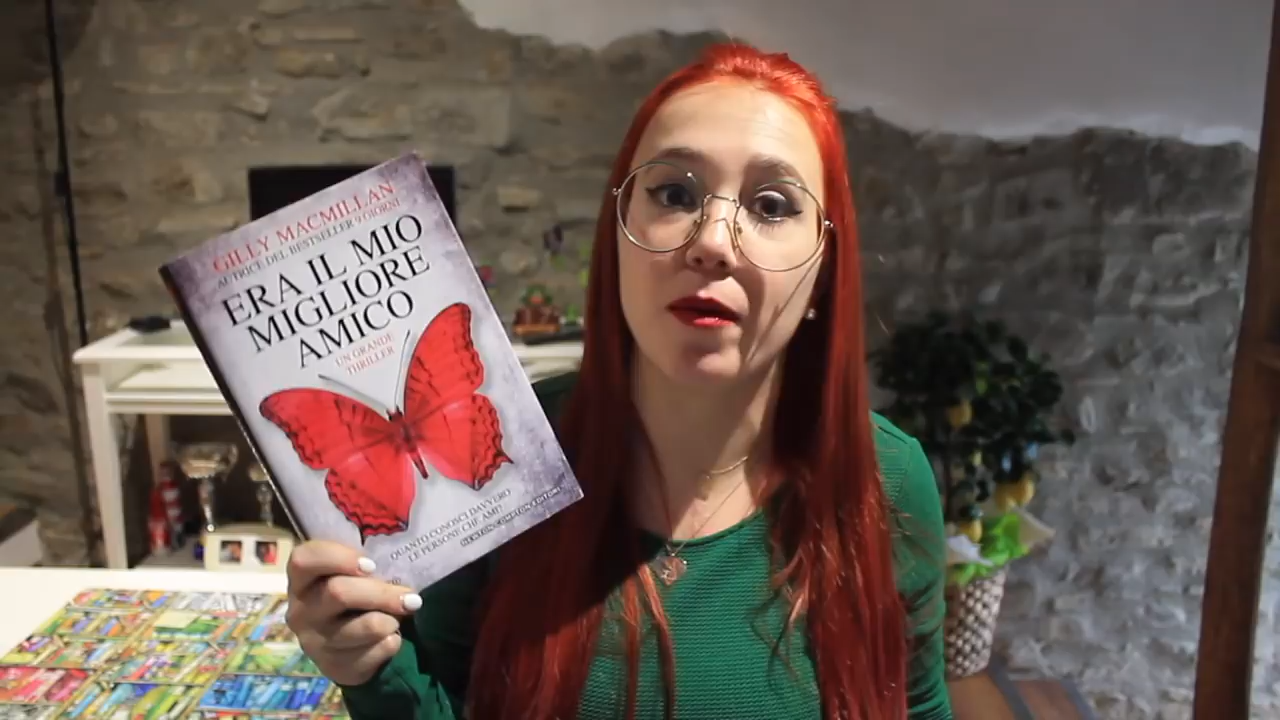 GILLY MACMILLAN
AUTRICE DEL BESTSELLER 9 GIORNI
ERA IL MIO
MIGLIORE
AMICO
UN GRANDE
THRILLER
QUANTO CONOSCI DAVVERO
LE PERSONE CHE AMI?
NEWTON COMPTON EDITORI